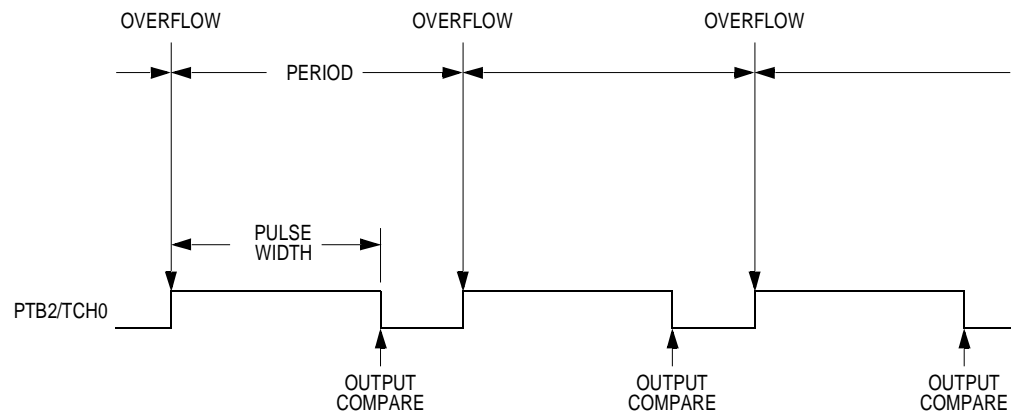 OVERFLOW
OVERFLOW
OVERFLOW
PERIOD
PULSE
WIDTH
PTB2/TCH0
OUTPUT
COMPARE
OUTPUT
COMPARE
OUTPUT
COMPARE